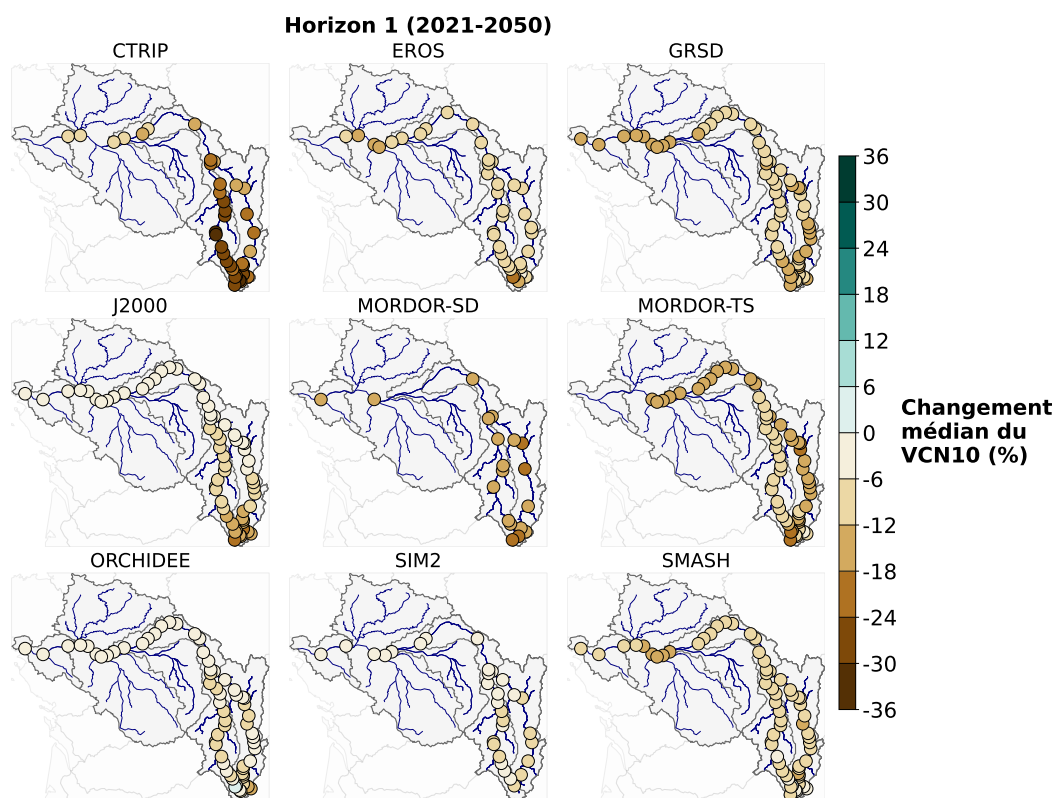 Horizon 1 (2021-2050)
CTRIP
EROS
GRSD
J2000
MORDOR-SD
MORDOR-TS
ORCHIDEE
SIM2
SMASH
36
30
24
18
12
6
0
-6
-12
-18
-24
-30
-36
Changement
médian du
VCN10 (%)